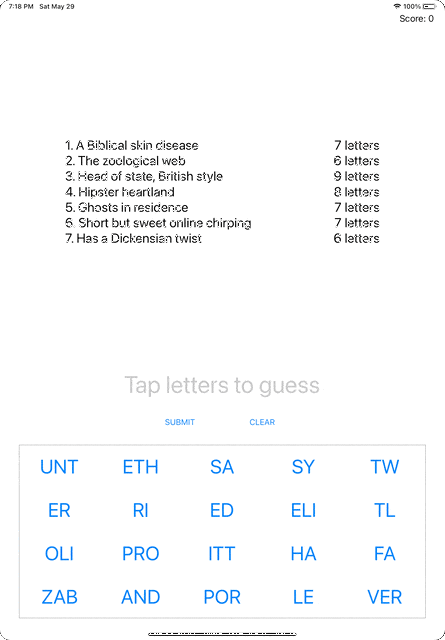 7:18 PM Sat May 29 100%
Score: 0
1. A Biblical skin disease 7 letters
2. The zoological web 6 letters
3. Head of state, British style 9 letters
4. Hipster heartland 8 letters
5. Ghosts in residence 7 letters
6. Short but sweet online chirping 7 letters
7. Has a Dickensian twist 6 letters
Tap letters to guess
SUBMIT CLEAR
UNT ETH SA SY TW
ER RI ED ELI TL
OLI PRO ITT HA FA
ZAB AND POR LE VER